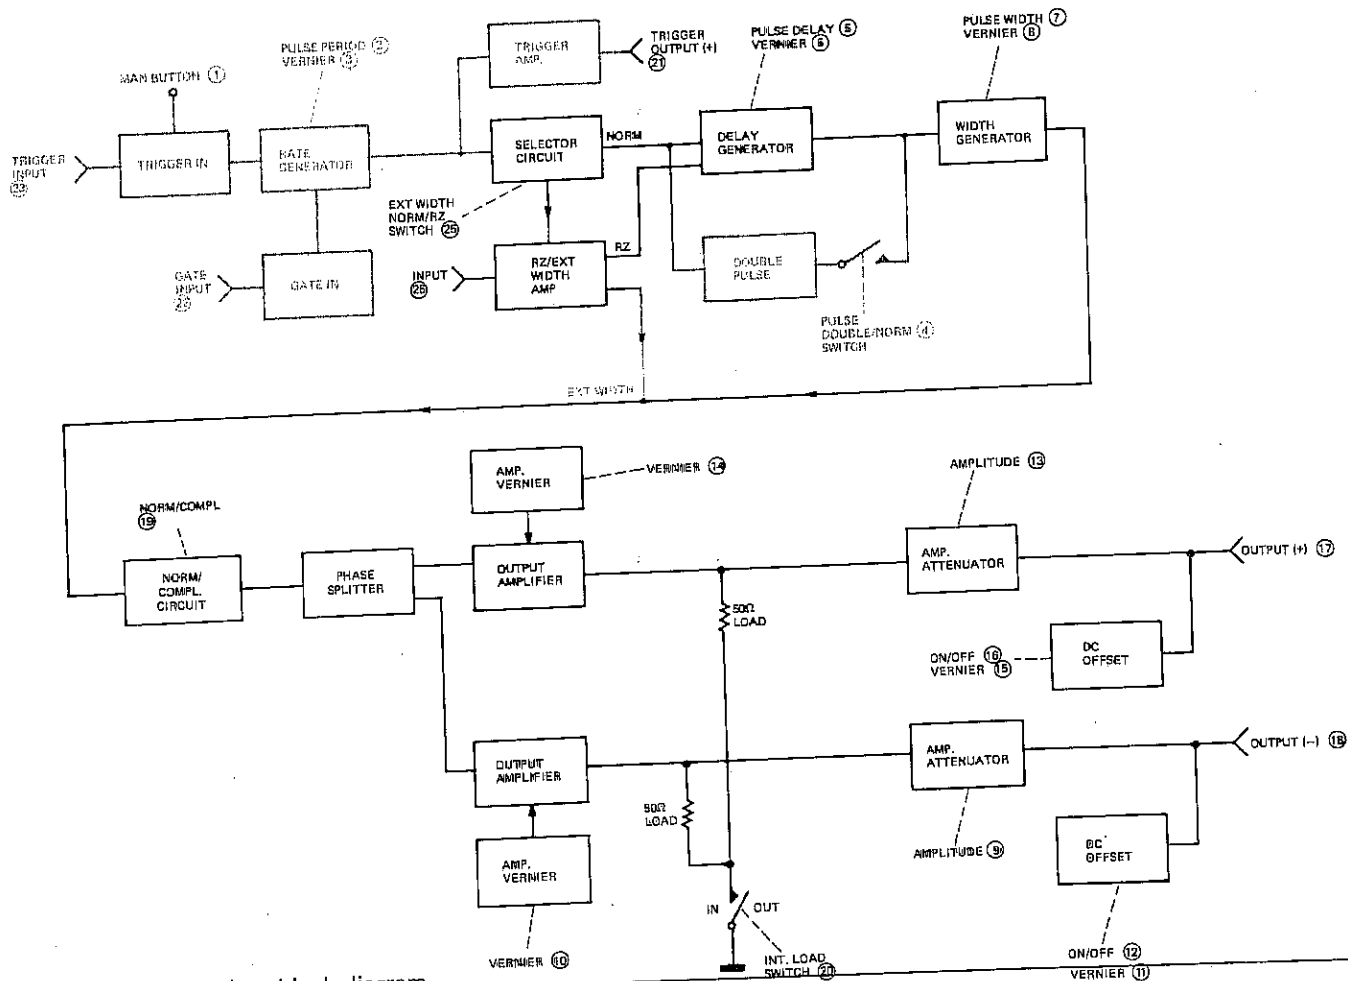 MAN BUTTON ①
PULSE PERIOD ②
VERNIER ③
TRIGGER
AMP.
TRIGGER
OUTPUT (+)
㉑
PULSE DELAY ⑤
VERNIER ⑥
PULSE WIDTH ⑦
VERNIER ⑧
TRIGGER
INPUT
TRIGGER IN
RATE
GENERATOR
SELECTOR
CIRCUIT
NORM
DELAY
GENERATOR
WIDTH
GENERATOR
EXT WIDTH
NORM/RZ
SWITCH ㉕
RZ
GATE
INPUT
GATE IN
INPUT
RZ/EXT
WIDTH
AMP
DOUBLE
PULSE
PULSE
DOUBLE/NORM ④
SWITCH
EXT WIDTH
AMP.
VERNIER
VERNIER ⑭
AMPLITUDE ⑬
NORM/COMPL
⑲
NORM/
COMPL.
CIRCUIT
PHASE
SPLITTER
OUTPUT
AMPLIFIER
AMP.
ATTENUATOR
OUTPUT (+) ⑰
50Ω
LOAD
ON/OFF ⑯
VERNIER ⑮
DC
OFFSET
OUTPUT
AMPLIFIER
AMP.
ATTENUATOR
OUTPUT (−) ⑱
50Ω
LOAD
AMP.
VERNIER
AMPLITUDE ⑨
DC
OFFSET
IN OUT
VERNIER ⑩
INT. LOAD
SWITCH ⑳
ON/OFF ⑫
VERNIER ⑪
block diagram